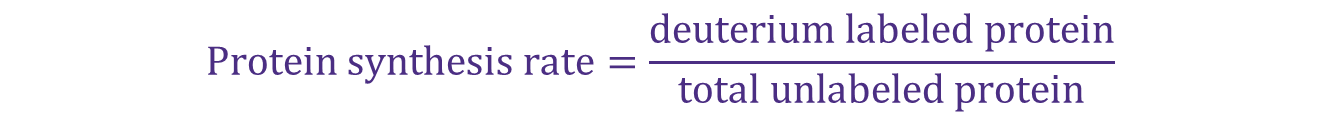 Protein synthesis rate = deuterium labeled protein
total unlabeled protein